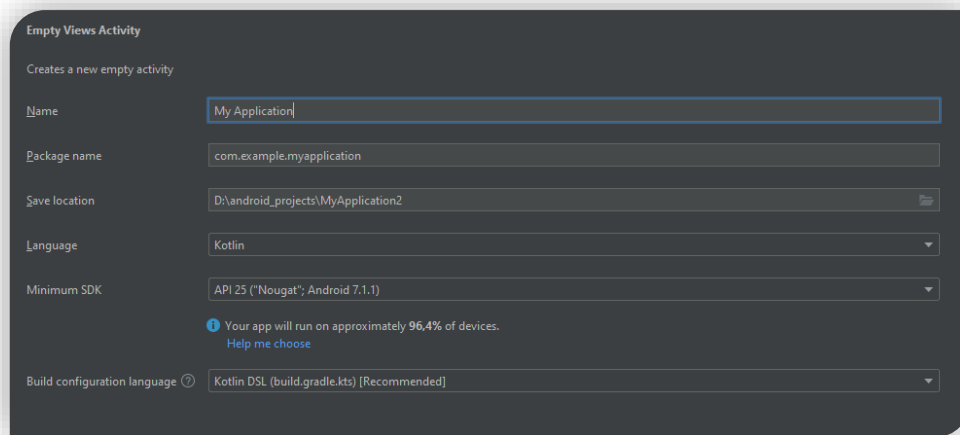 Empty Views Activity
Creates a new empty activity
Name
My Application
Package name
com.example.myapplication
Save location
D:\android_projects\MyApplication2
Language
Kotlin
Minimum SDK
API 25 ("Nougat"; Android 7.1.1)
Your app will run on approximately 96,4% of devices.
Help me choose
Build configuration language ?
Kotlin DSL (build.gradle.kts) [Recommended]